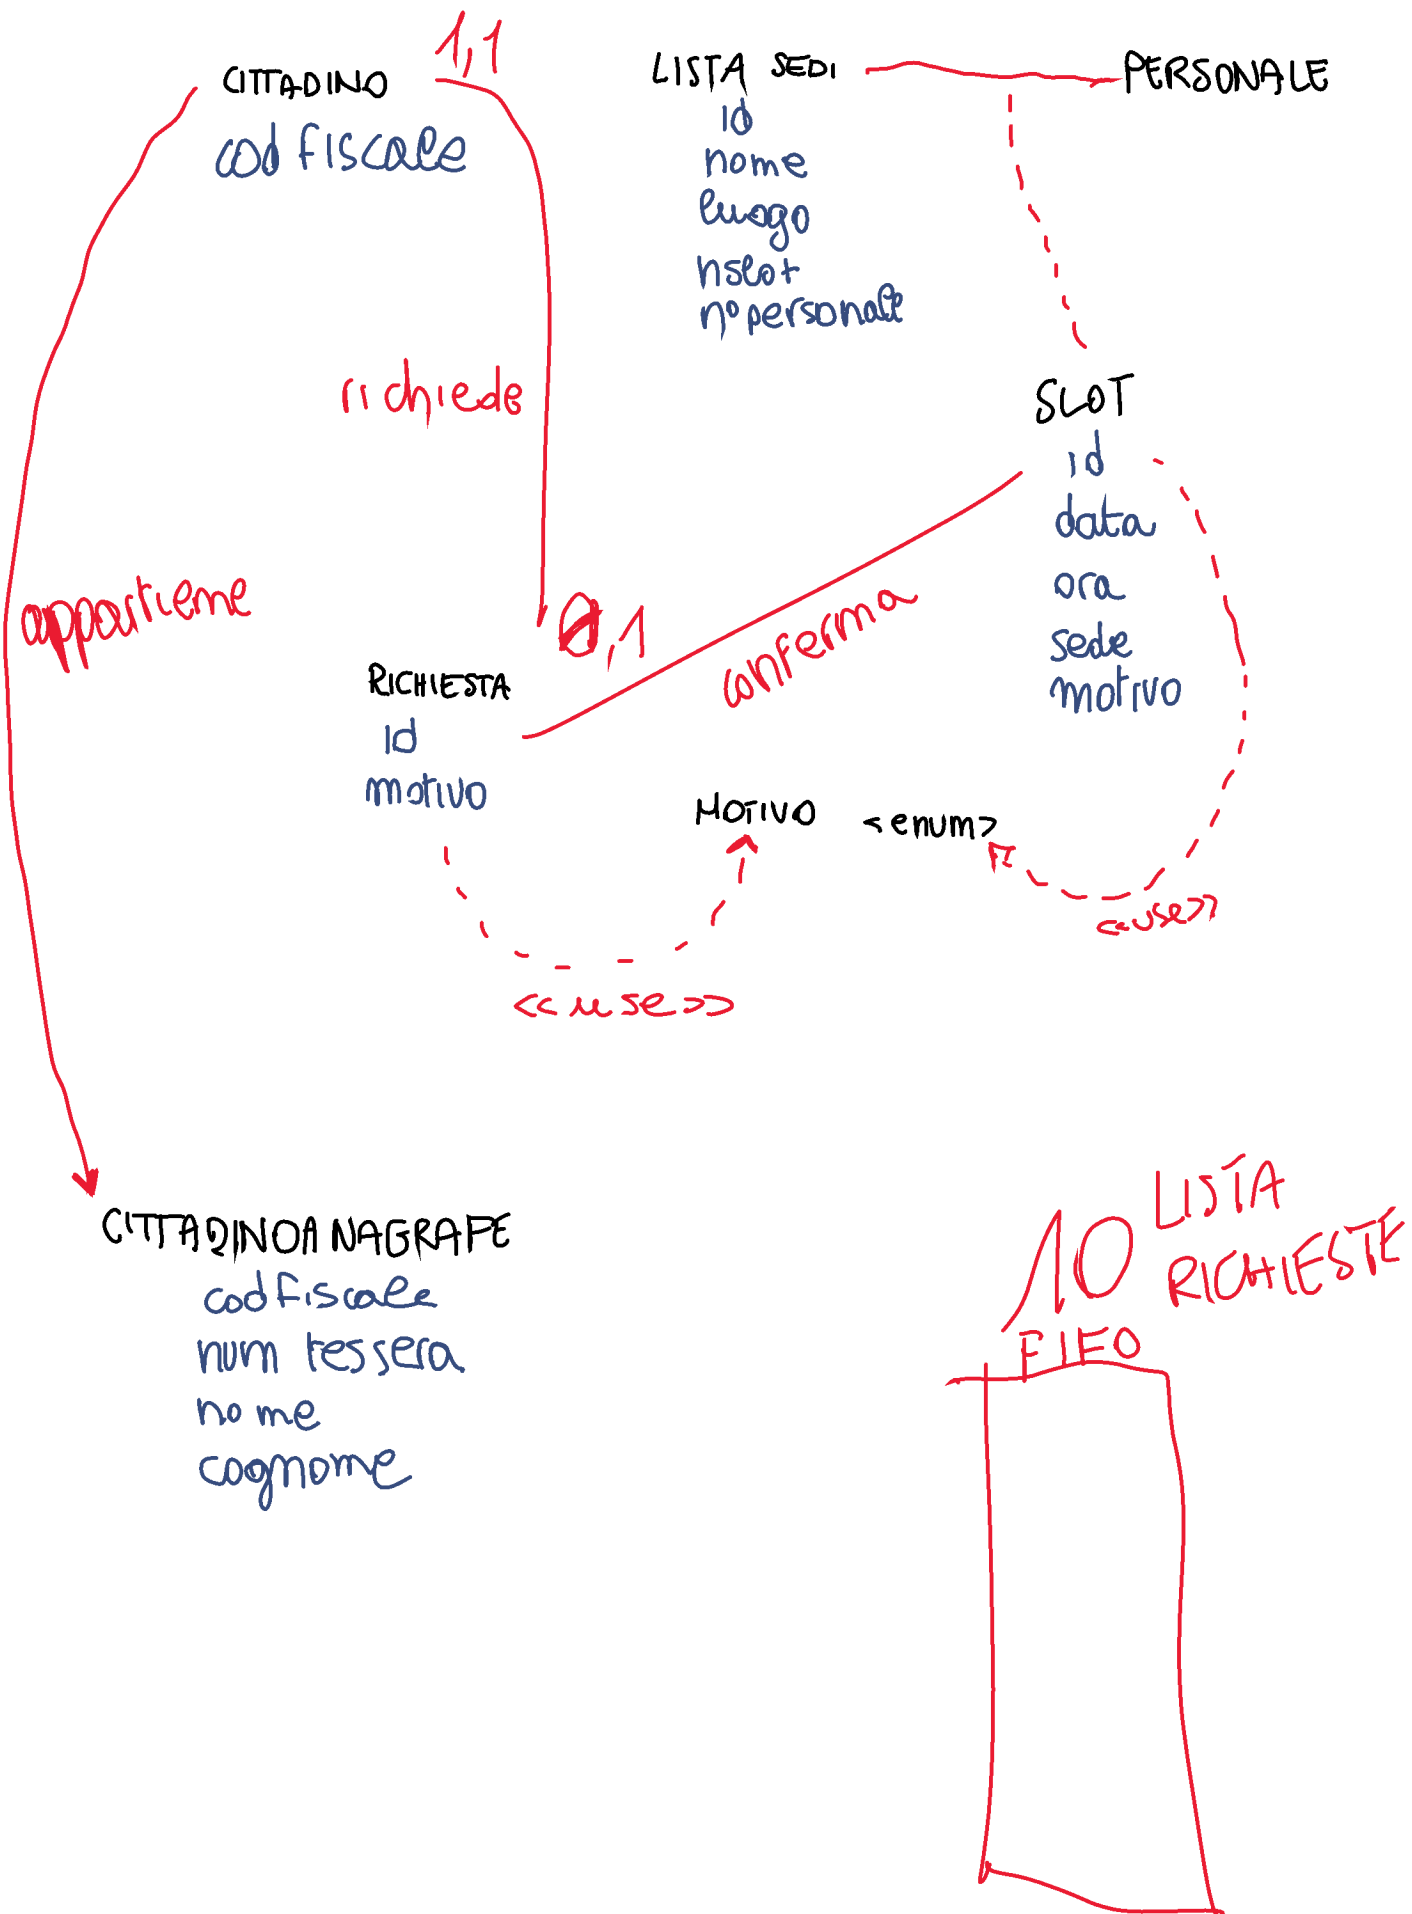 1,1
CITTADINO
cod fiscale
LISTA SEDI
id
nome
luogo
nslot
n° personale
PERSONALE
richiede
SLOT
id
data
ora
sede
motivo
appartiene
0,1
conferma
RICHIESTA
id
motivo
MOTIVO <enum>
<<use>>
<<use>>
CITTADINOANAGRAFE
cod fiscale
num tessera
nome
cognome
10 LISTA
RICHIESTE
FIFO